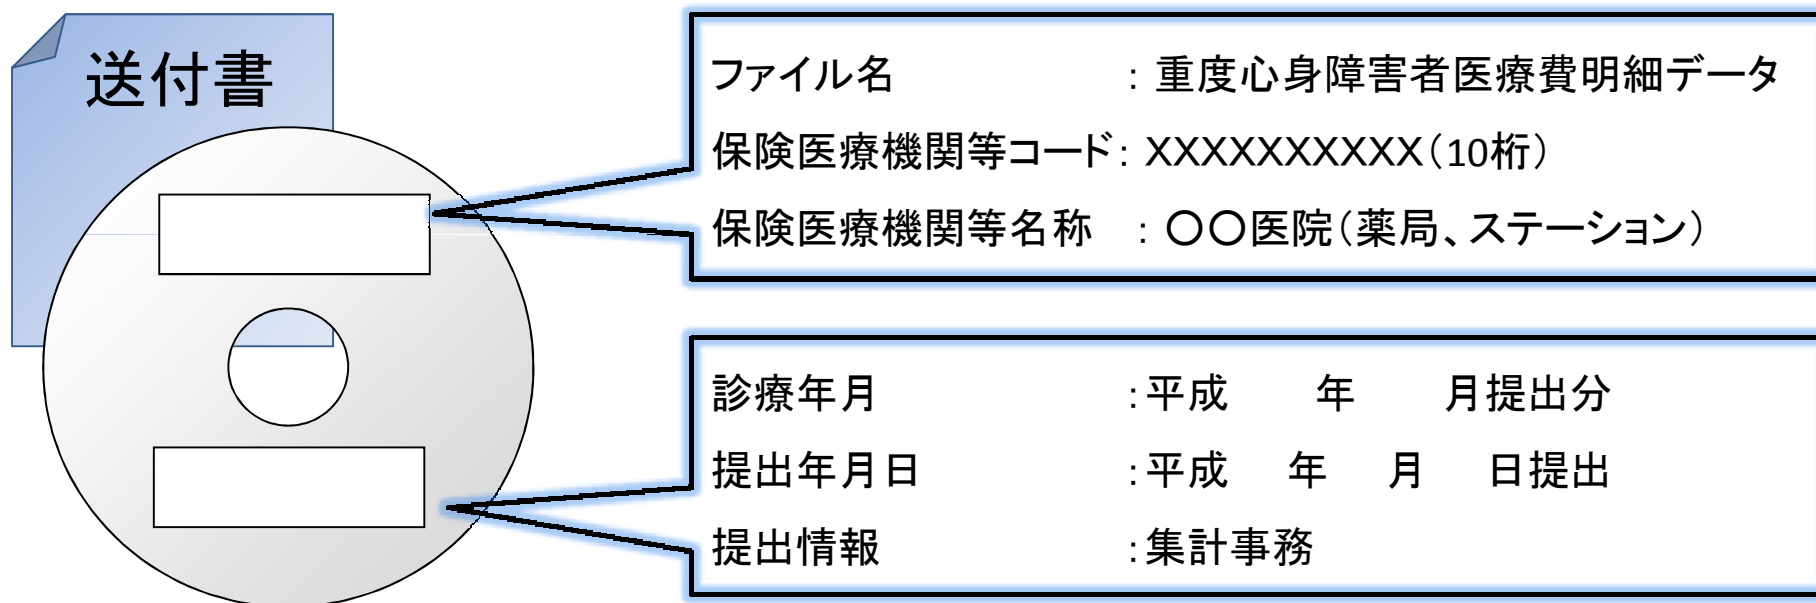 送付書
ファイル名　　　　　：重度心身障害者医療費明細データ
保険医療機関等コード：XXXXXXXXXX（10桁）
保険医療機関等名称　：〇〇医院（薬局、ステーション）
診療年月　　　　　　：平成　　年　　月提出分
提出年月日　　　　　：平成　年　月　日提出
提出情報　　　　　　：集計事務